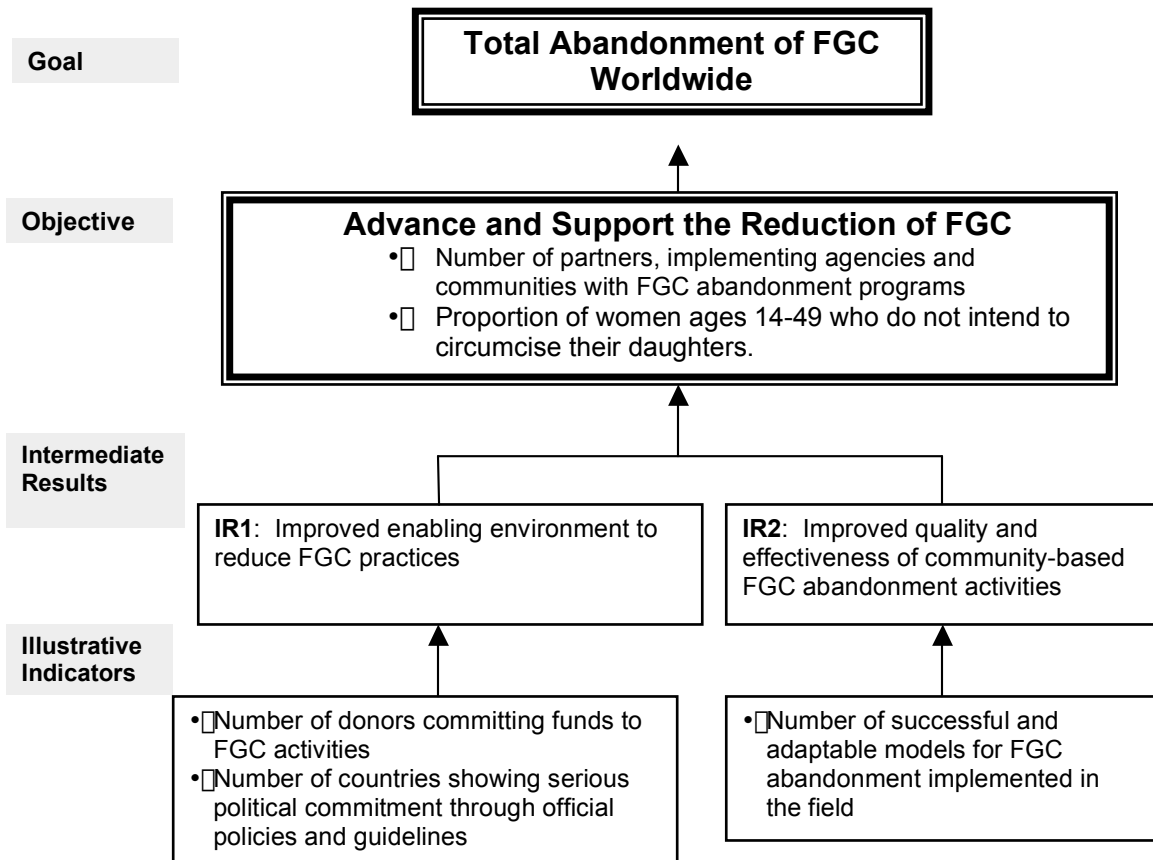 Goal
Total Abandonment of FGC
Worldwide
Objective
Advance and Support the Reduction of FGC
• Number of partners, implementing agencies and
communities with FGC abandonment programs
• Proportion of women ages 14-49 who do not intend to
circumcise their daughters.
Intermediate
Results
IR1: Improved enabling environment to
reduce FGC practices
IR2: Improved quality and
effectiveness of community-based
FGC abandonment activities
Illustrative
Indicators
• Number of donors committing funds to
FGC activities
• Number of countries showing serious
political commitment through official
policies and guidelines
• Number of successful and
adaptable models for FGC
abandonment implemented in
the field